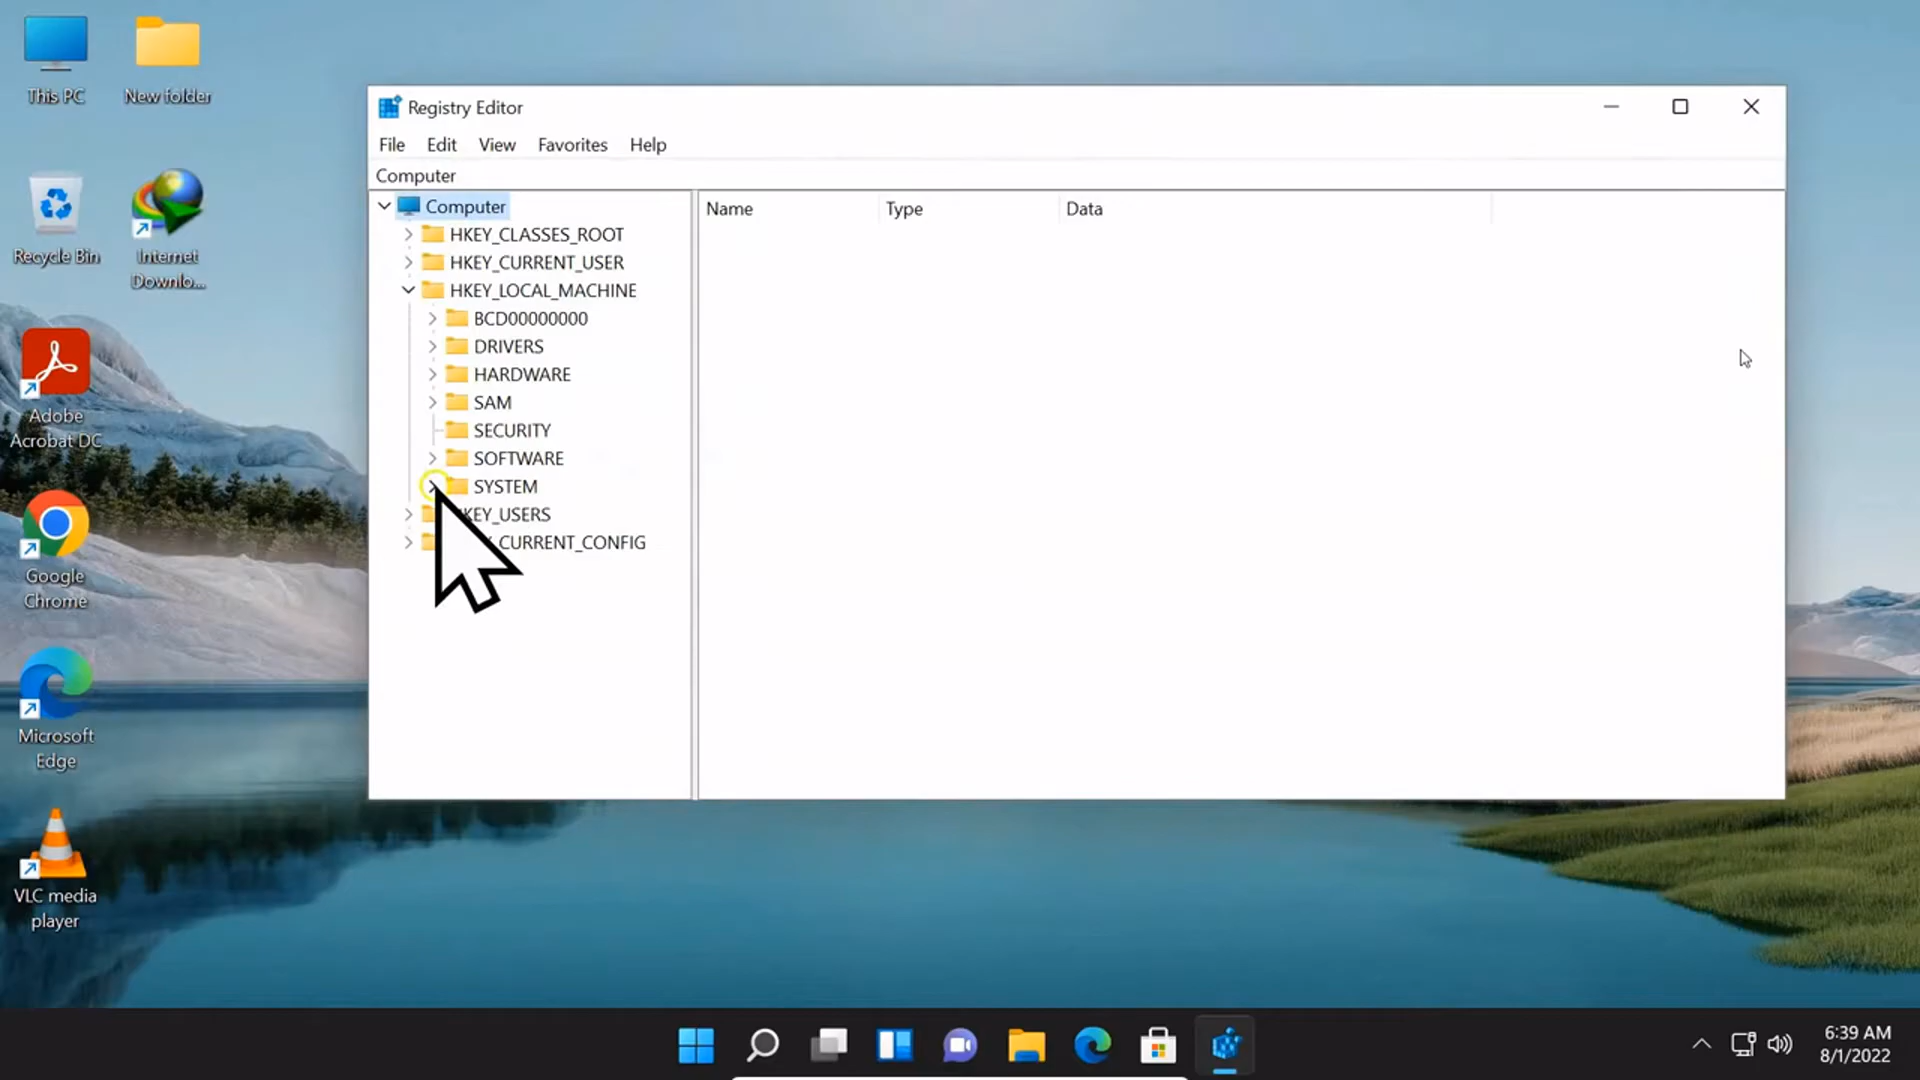 This PC
New folder
Recycle Bin
Internet
Downlo...
Adobe
Acrobat DC
Google
Chrome
Microsoft
Edge
VLC media
player
Registry Editor
File Edit View Favorites Help
Computer
Computer
HKEY_CLASSES_ROOT
HKEY_CURRENT_USER
HKEY_LOCAL_MACHINE
BCD00000000
DRIVERS
HARDWARE
SAM
SECURITY
SOFTWARE
SYSTEM
KEY_USERS
CURRENT_CONFIG
Name Type Data
6:39 AM
8/1/2022